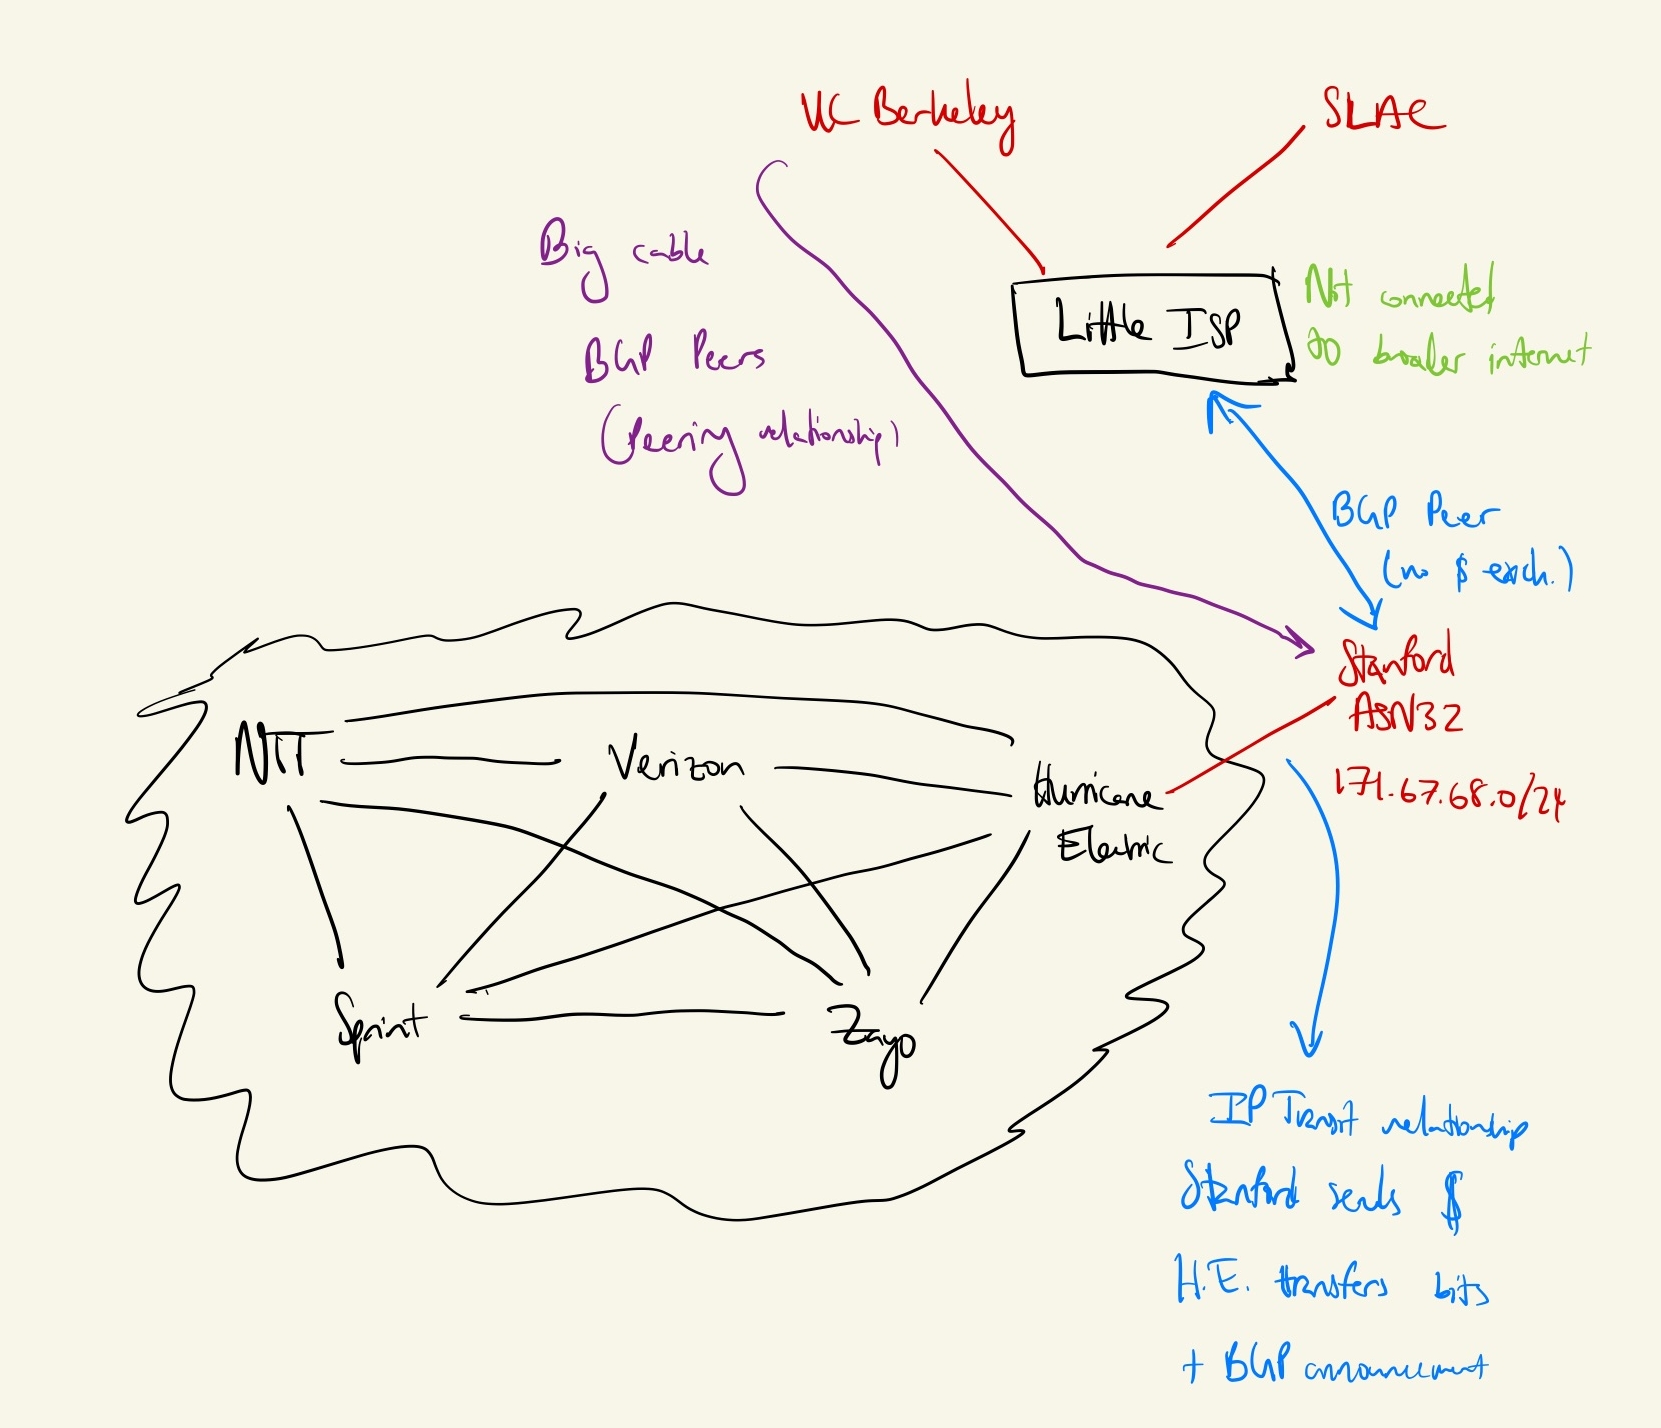 UC Berkeley
SLAC
Big cable
BGP Peers
(Peering relationship)
Little ISP
Not connected
to broader internet
BGP Peer
(no $ exch.)
Stanford
ASN32
171.67.68.0/24
NTT
Verizon
Hurricane
Electric
Sprint
Zayo
IP Transit relationship
Stanford sends $
H.E. transfers bits
+ BGP announcement